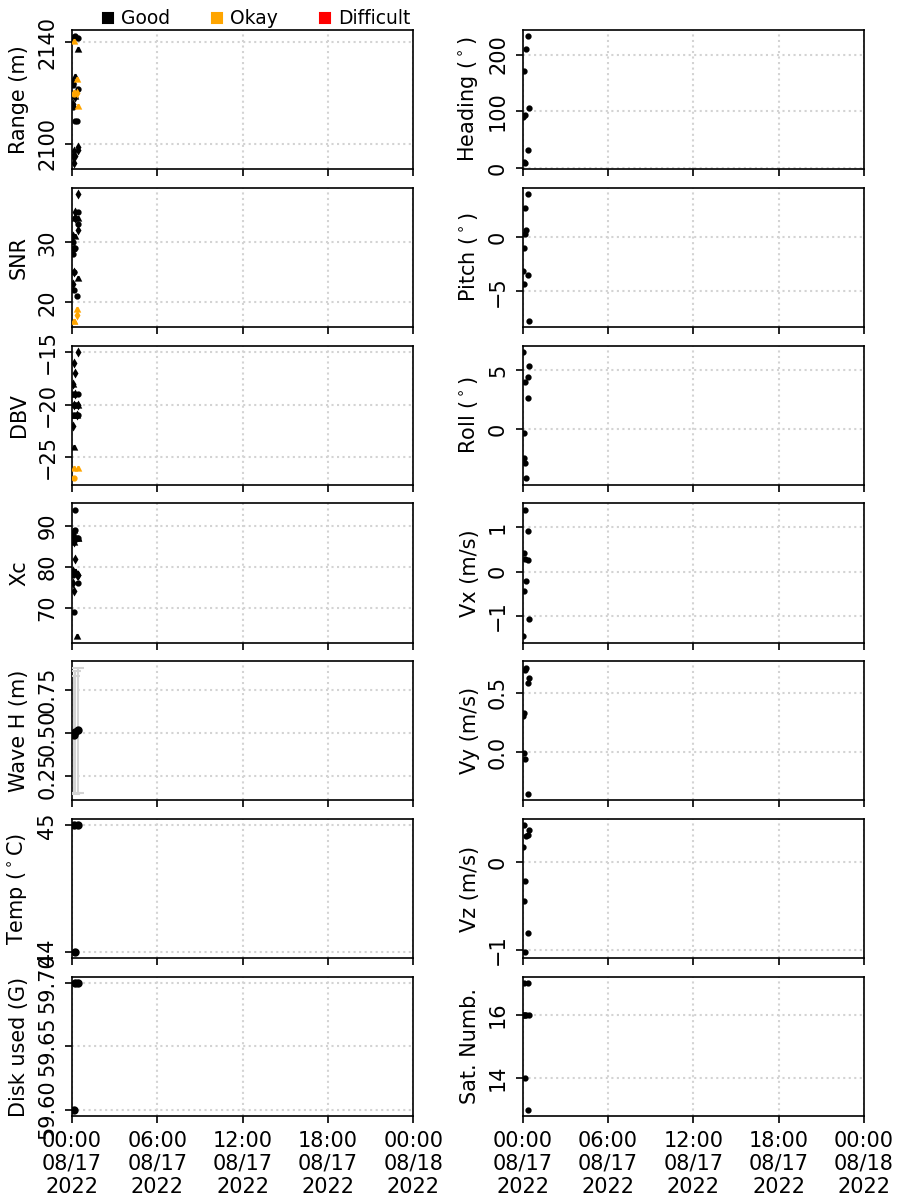 Good Okay Difficult
Range (m)
2140
2100
SNR
30
20
DBV
−15
−20
−25
Xc
90
80
70
Wave H (m)
0.75
0.50
0.25
Temp (°C)
45
44
Disk used (G)
59.70
59.65
59.60
00:00 06:00 12:00 18:00 00:00
08/17 08/17 08/17 08/17 08/18
2022 2022 2022 2022 2022
Heading (°)
200
100
0
Pitch (°)
0
−5
Roll (°)
5
0
Vx (m/s)
1
0
−1
Vy (m/s)
0.5
0.0
Vz (m/s)
0
−1
Sat. Numb.
16
14
00:00 06:00 12:00 18:00 00:00
08/17 08/17 08/17 08/17 08/18
2022 2022 2022 2022 2022